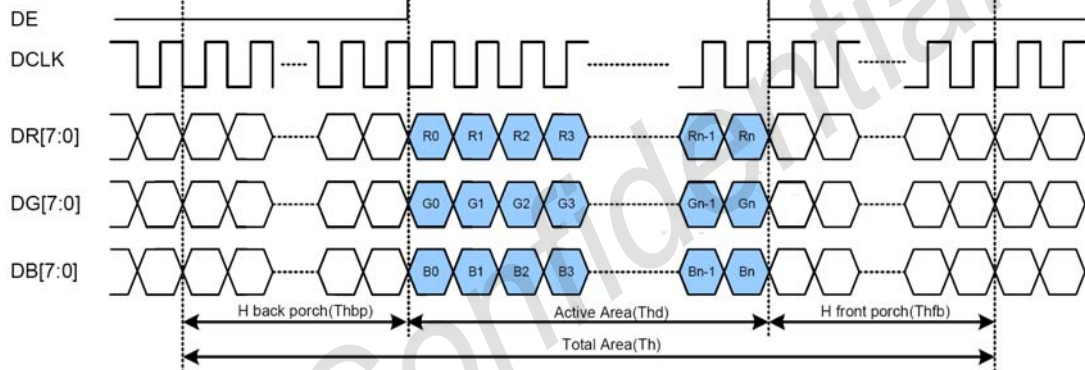 DE
DCLK
DR[7:0] R0 R1 R2 R3 Rn-1 Rn
DG[7:0] G0 G1 G2 G3 Gn-1 Gn
DB[7:0] B0 B1 B2 B3 Bn-1 Bn
H back porch(Thbp) Active Area(Thd) H front porch(Thfb)
Total Area(Th)
Confidential